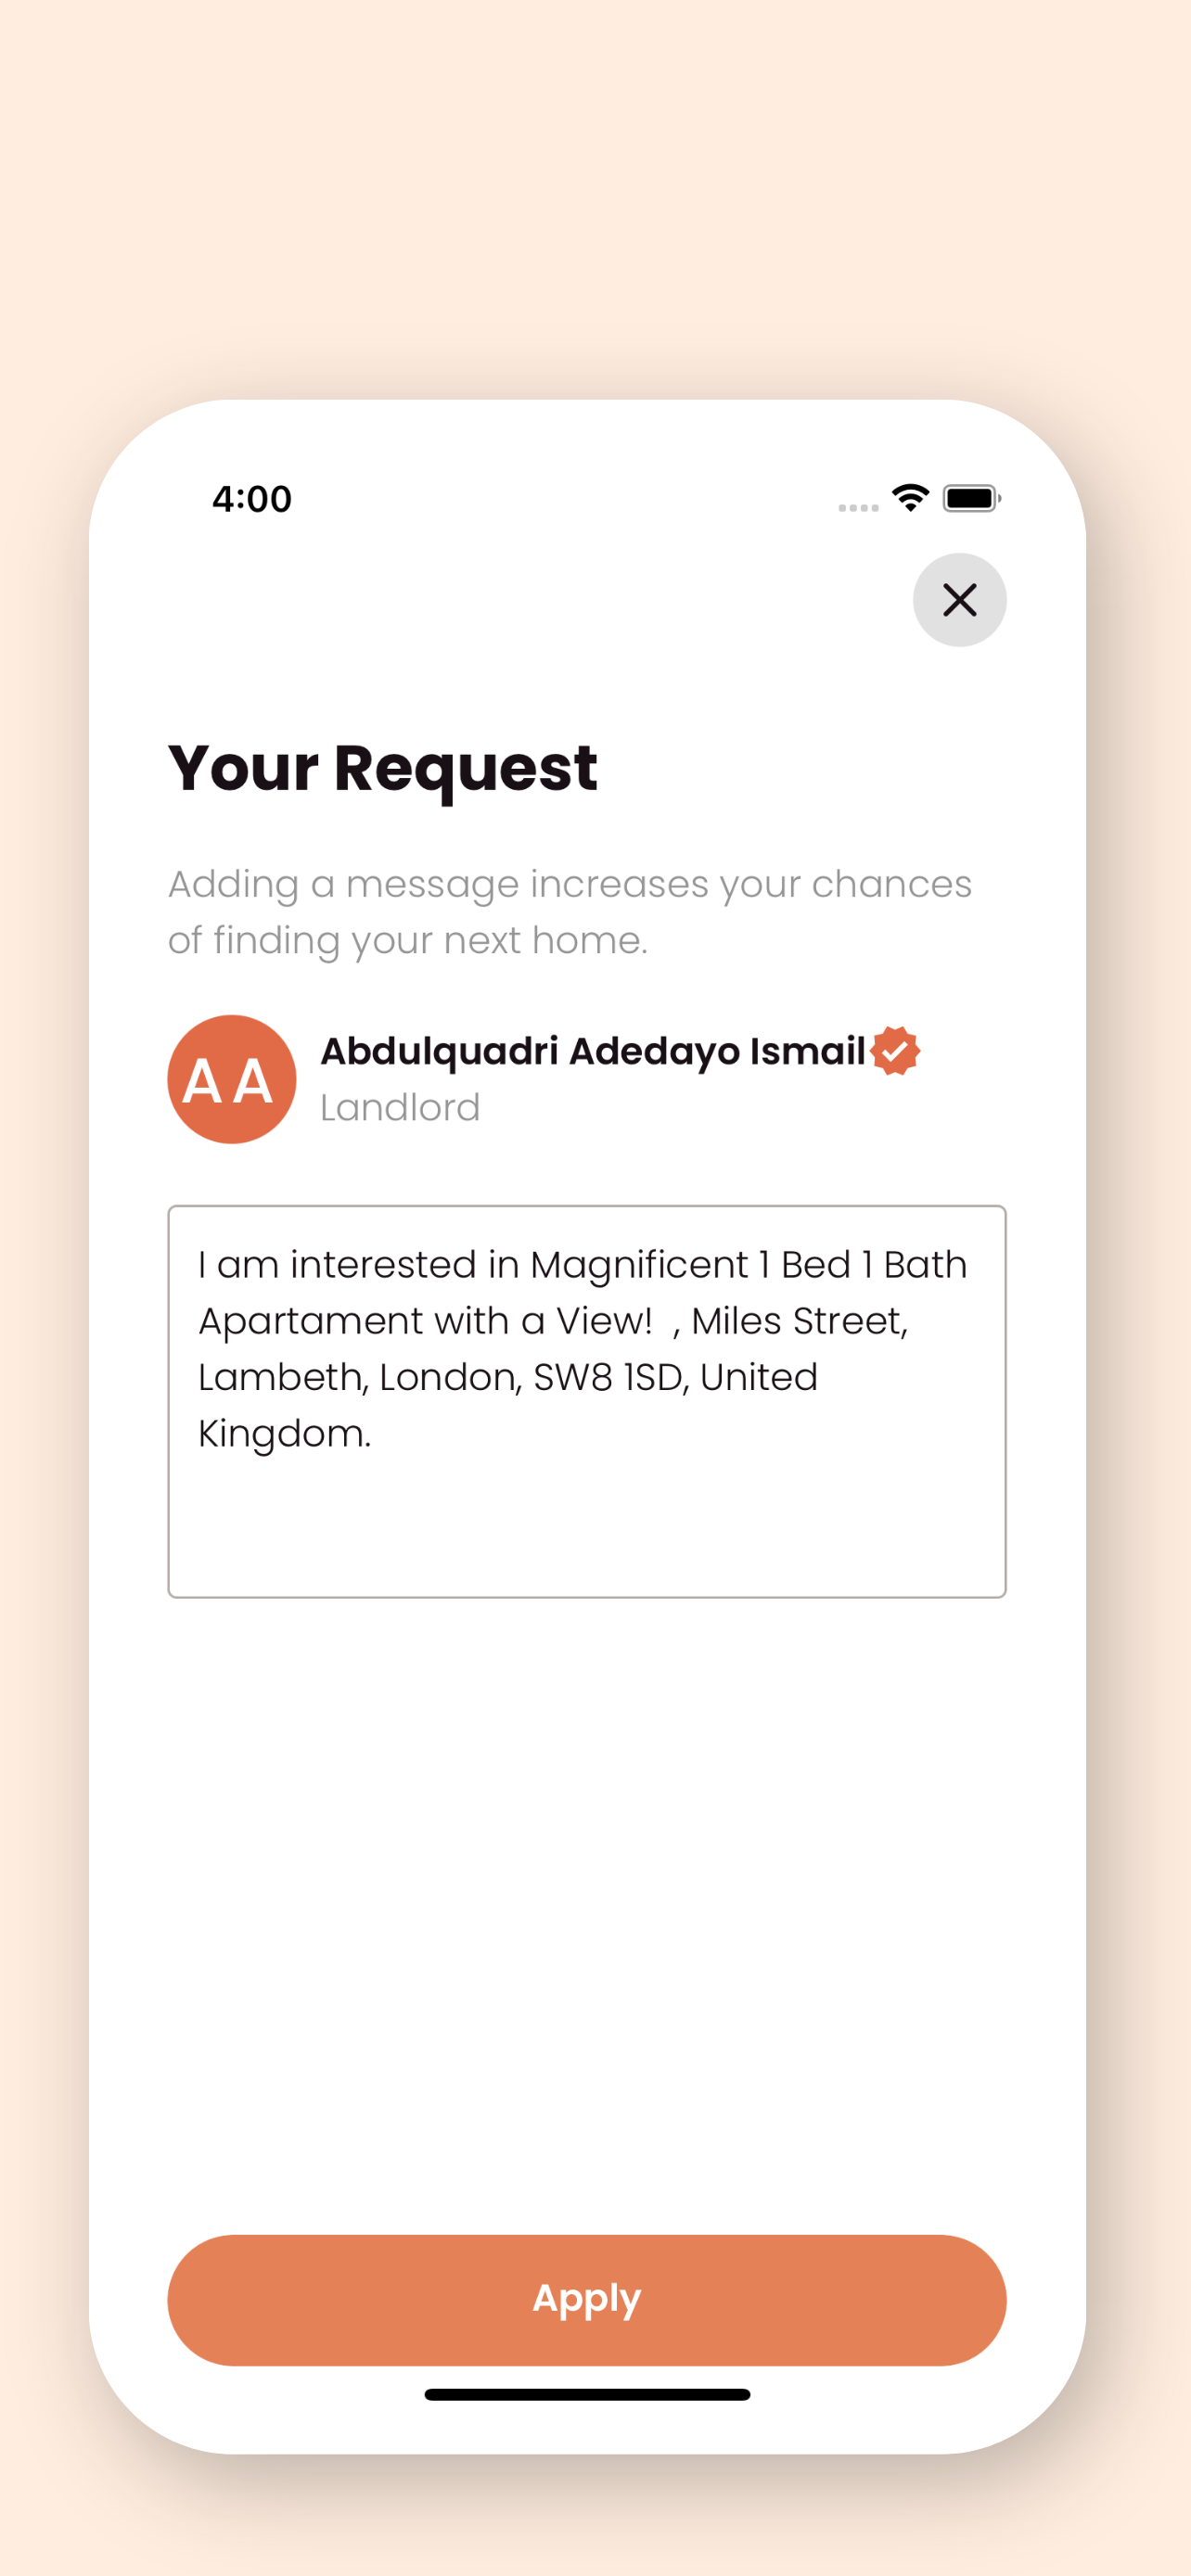 4:00
Your Request
Adding a message increases your chances
of finding your next home.
AA
Abdulquadri Adedayo Ismail
Landlord
I am interested in Magnificent 1 Bed 1 Bath
Apartament with a View!  , Miles Street,
Lambeth, London, SW8 1SD, United
Kingdom.
Apply